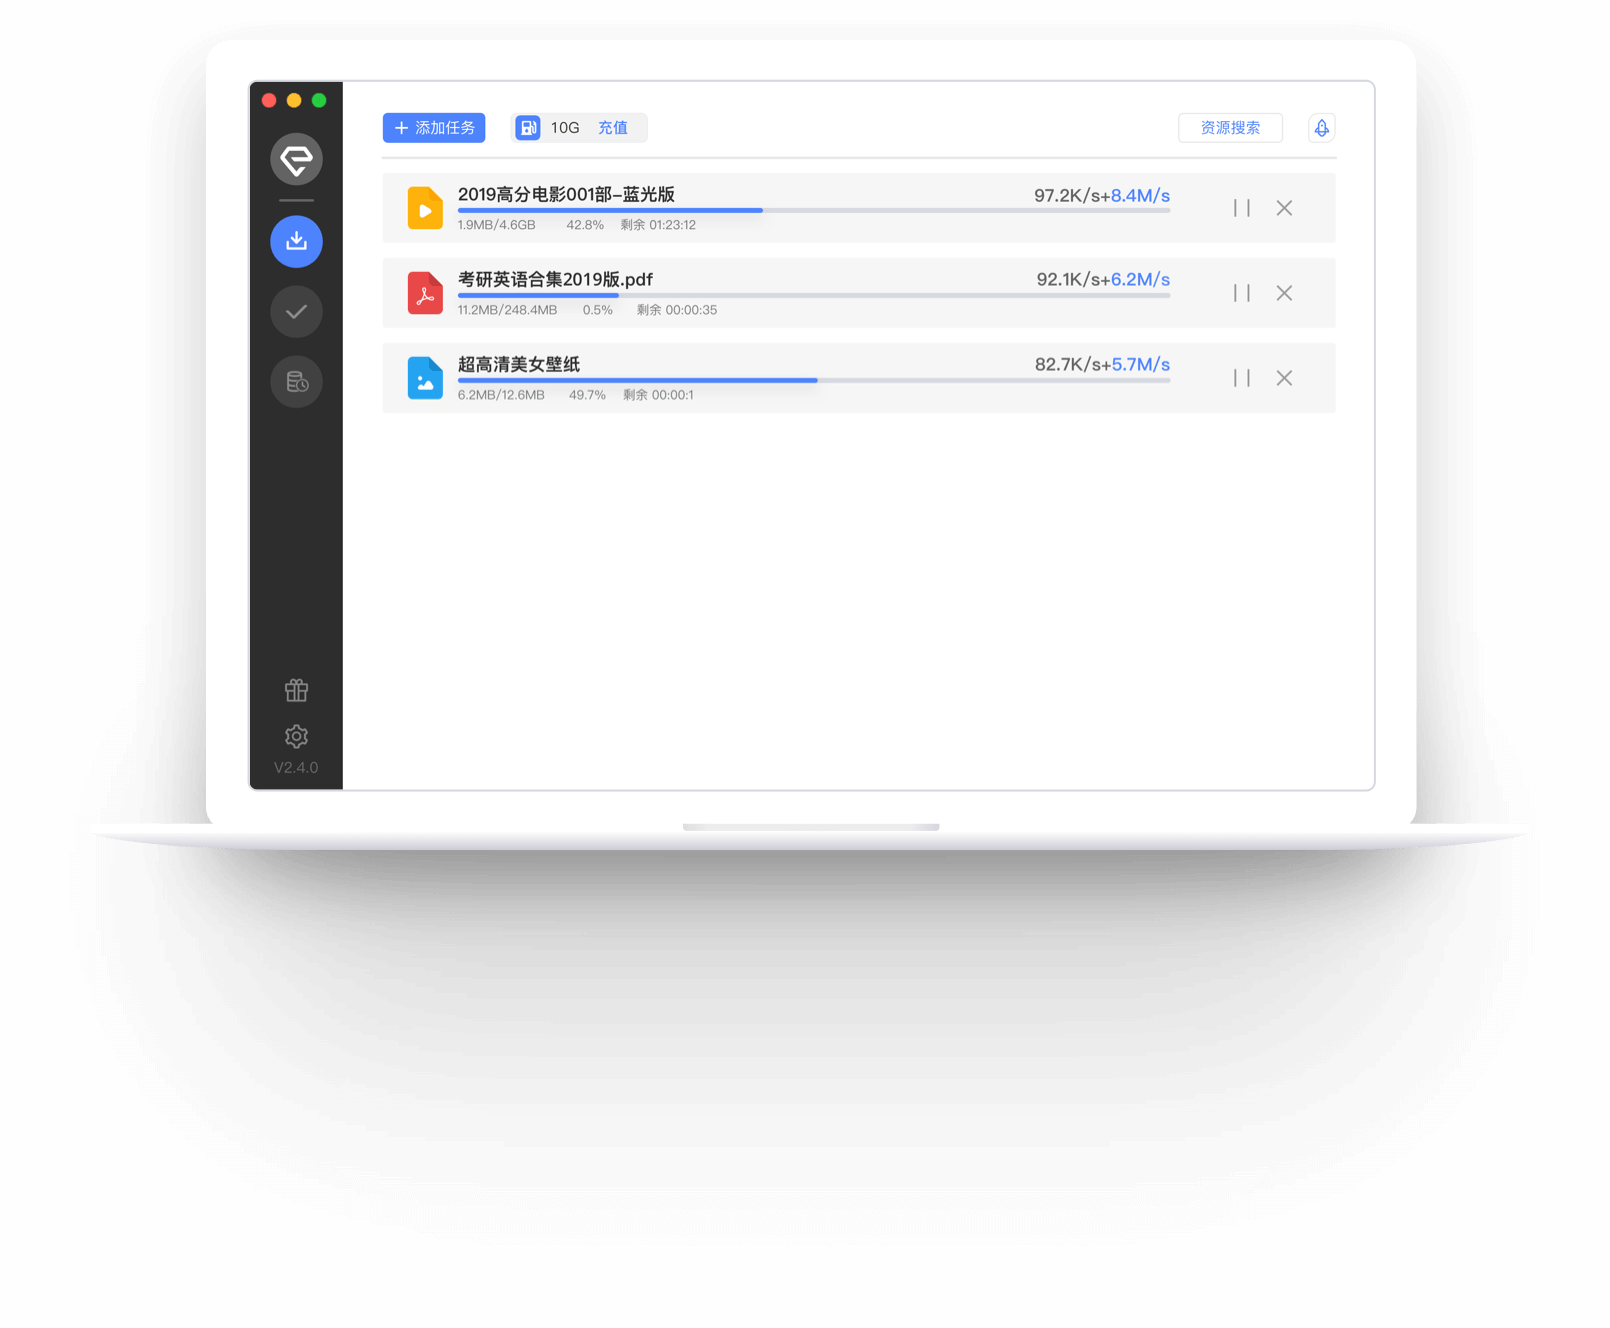 添加任务
10G 充值
资源搜索
2019高分电影001部-蓝光版
97.2K/s+8.4M/s
1.9MB/4.6GB 42.8% 剩余 01:23:12
考研英语合集2019版.pdf
92.1K/s+6.2M/s
11.2MB/248.4MB 0.5% 剩余 00:00:35
超高清美女壁纸
82.7K/s+5.7M/s
6.2MB/12.6MB 49.7% 剩余 00:00:1
V2.4.0